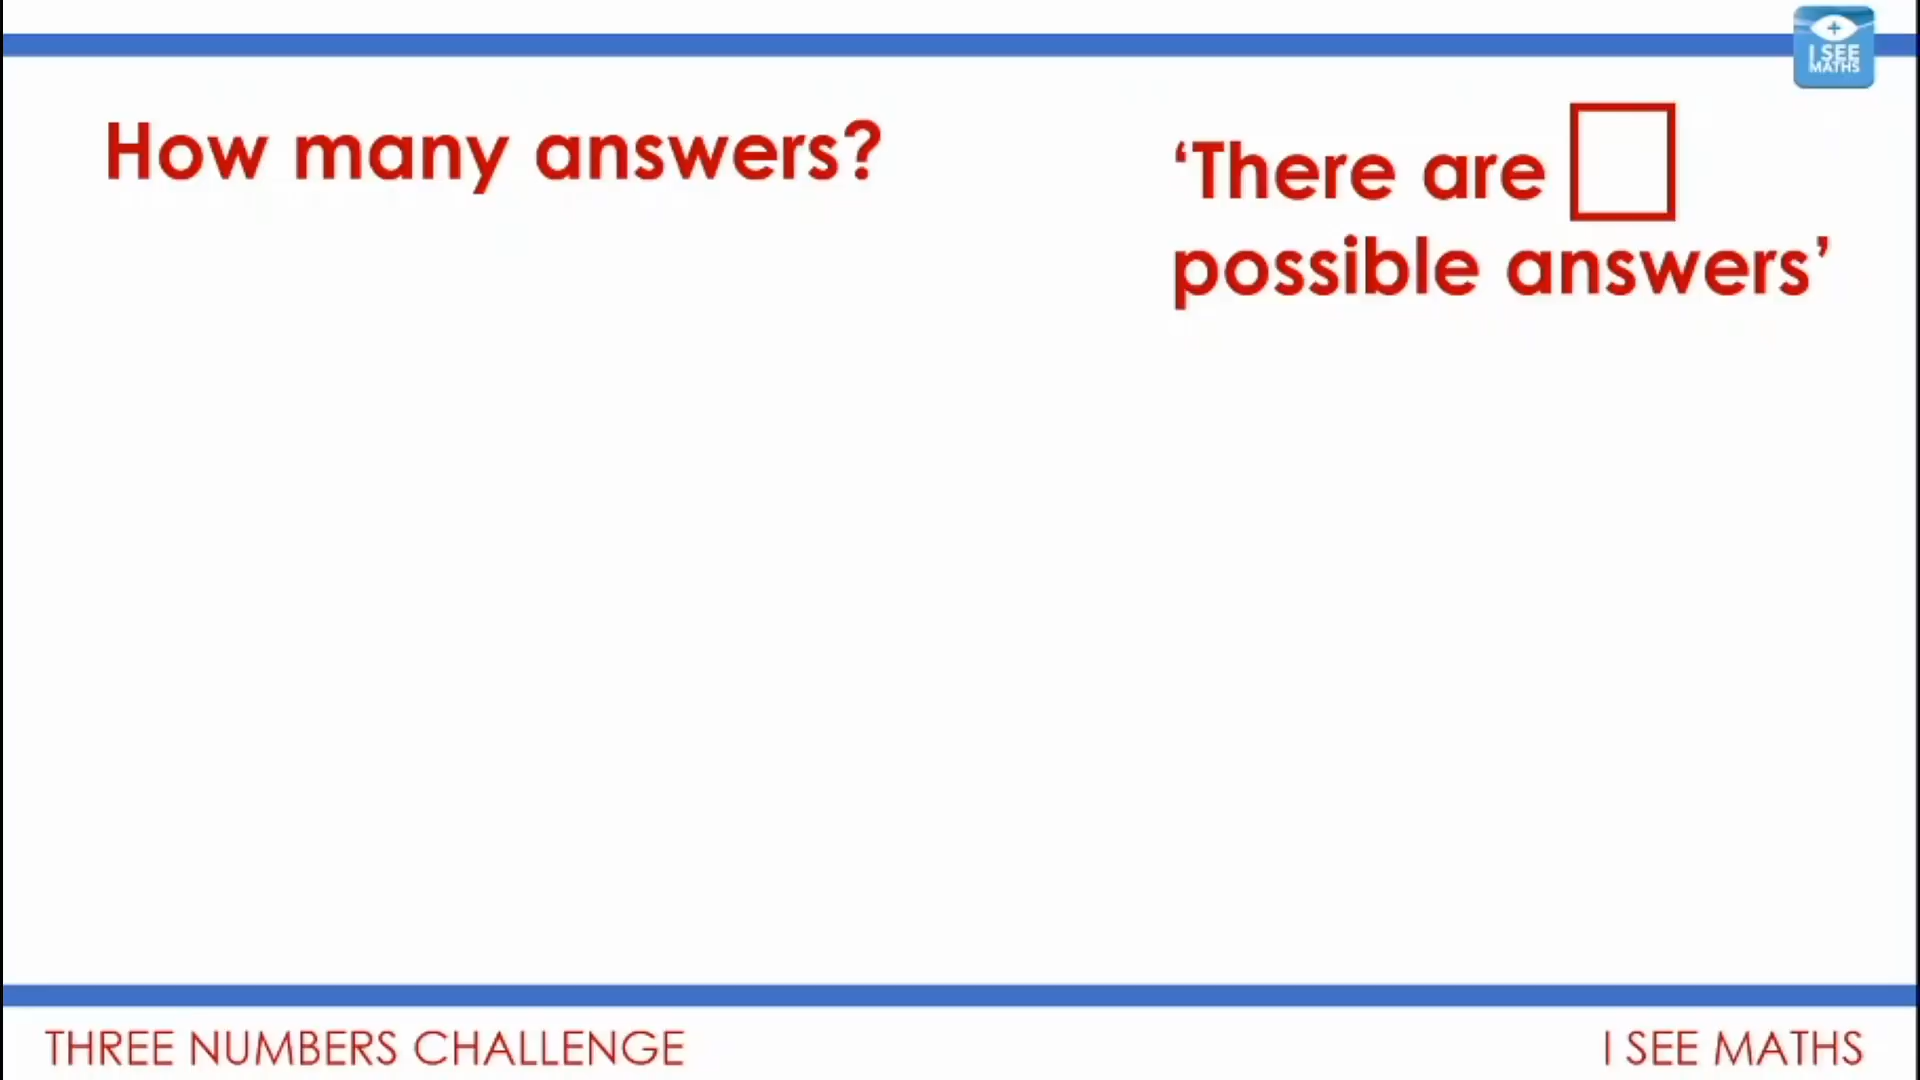 I SEE
MATHS
How many answers?
‘There are
possible answers’
THREE NUMBERS CHALLENGE
I SEE MATHS